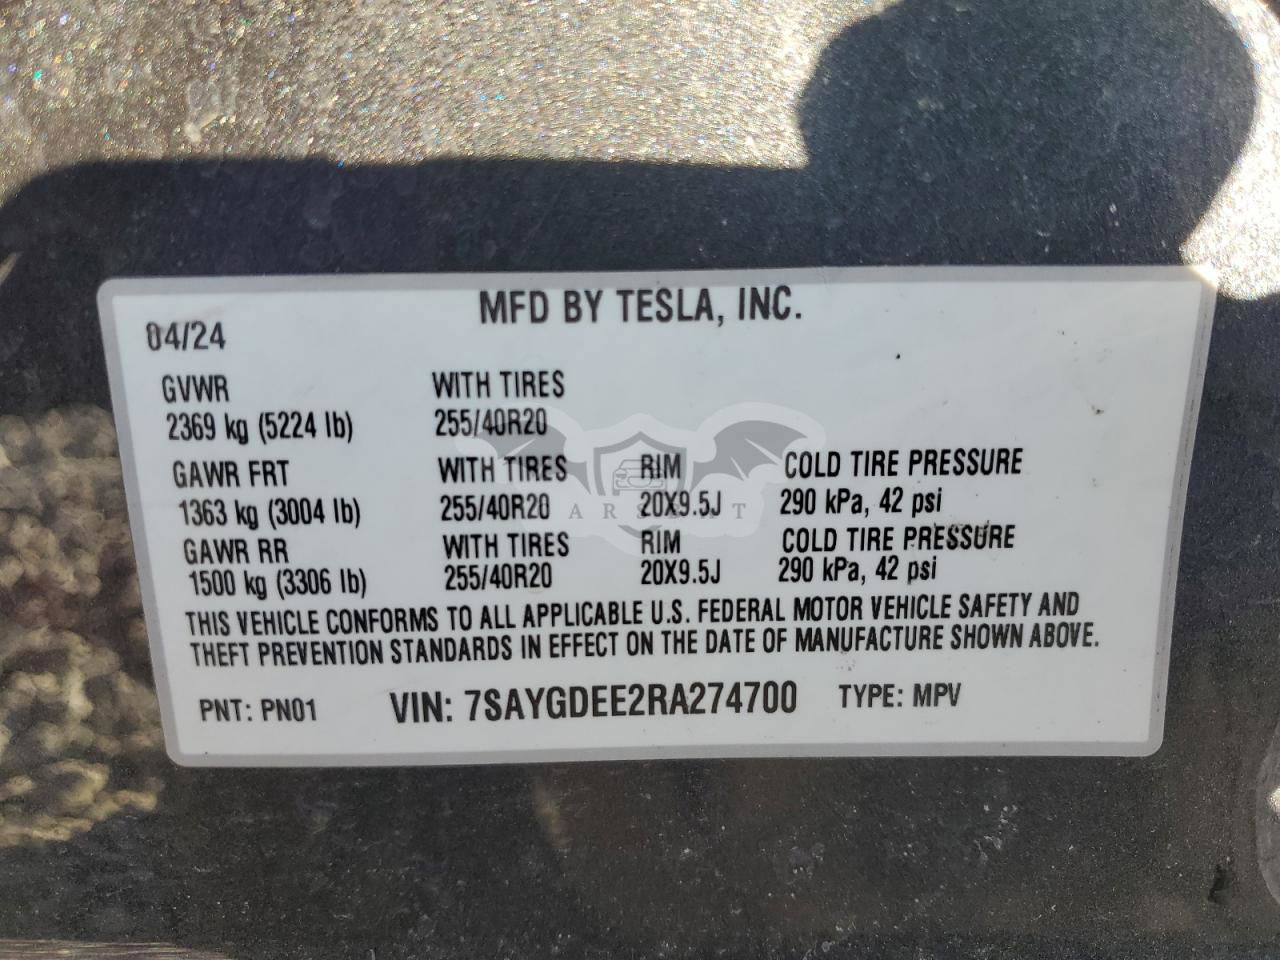 MFD BY TESLA, INC.
04/24
GVWR WITH TIRES
2369 kg (5224 lb) 255/40R20
GAWR FRT WITH TIRES RIM COLD TIRE PRESSURE
1363 kg (3004 lb) 255/40R20 20X9.5J 290 kPa, 42 psi
GAWR RR WITH TIRES RIM COLD TIRE PRESSURE
1500 kg (3306 lb) 255/40R20 20X9.5J 290 kPa, 42 psi
THIS VEHICLE CONFORMS TO ALL APPLICABLE U.S. FEDERAL MOTOR VEHICLE SAFETY AND
THEFT PREVENTION STANDARDS IN EFFECT ON THE DATE OF MANUFACTURE SHOWN ABOVE.
PNT: PN01 VIN: 7SAYGDEE2RA274700 TYPE: MPV